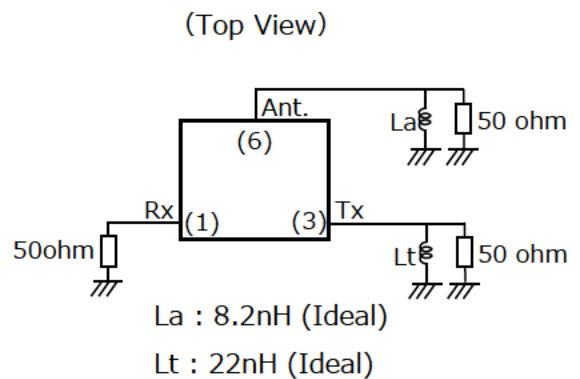 (Top View)
Ant.
(6)
La
50 ohm
Rx
(1)
(3)
Tx
50ohm
Lt
50 ohm
La : 8.2nH (Ideal)
Lt : 22nH (Ideal)